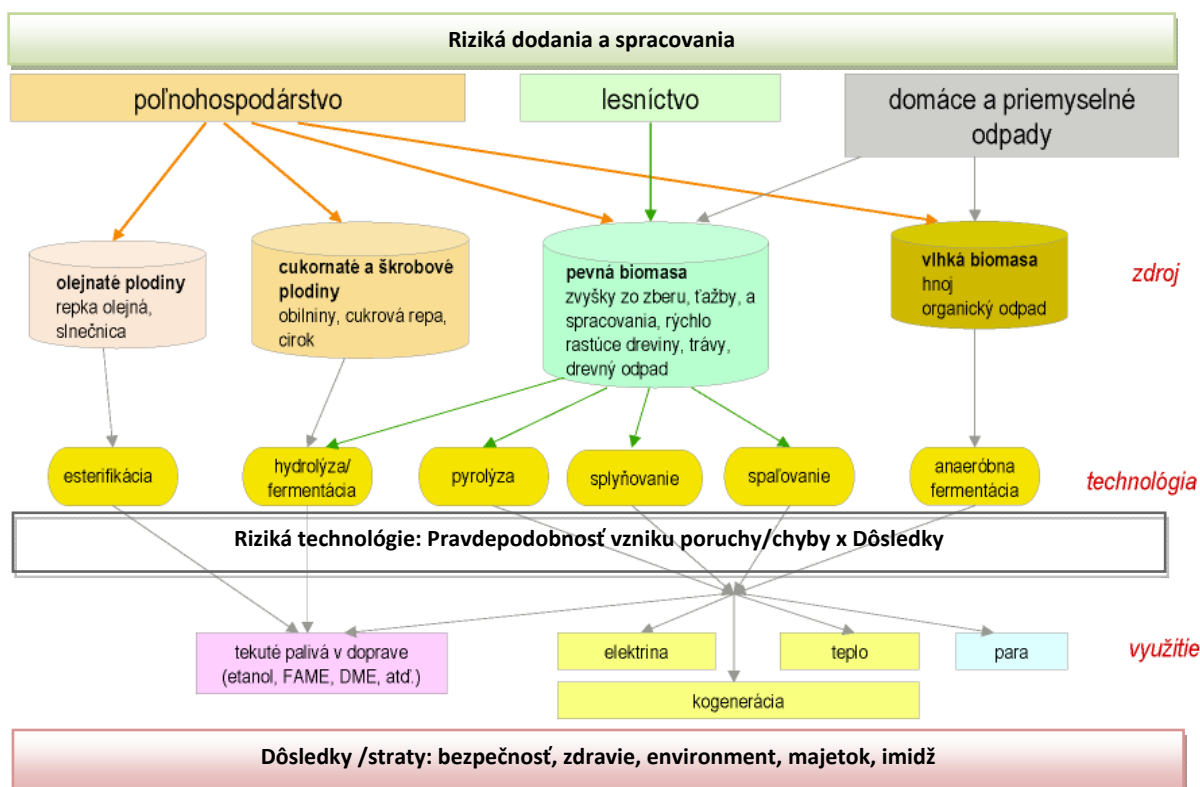 Riziká dodania a spracovania
poľnohospodárstvo
lesníctvo
domáce a priemyselné
odpady
olejnaté plodiny
repka olejná,
slnečnica
cukornaté a škrobové
plodiny
obilniny, cukrová repa,
cirok
pevná biomasa
zvyšky zo zberu, ťažby, a
spracovania, rýchlo
rastúce dreviny, trávy,
drevný odpad
vlhká biomasa
hnoj
organický odpad
zdroj
esterifikácia
hydrolýza/
fermentácia
pyrolýza
splyňovanie
spaľovanie
anaeróbna
fermentácia
technológia
Riziká technológie: Pravdepodobnosť vzniku poruchy/chyby x Dôsledky
tekuté palivá v doprave
(etanol, FAME, DME, atď.)
elektrina
teplo
para
využítie
kogenerácia
Dôsledky /straty: bezpečnosť, zdravie, environment, majetok, imidž